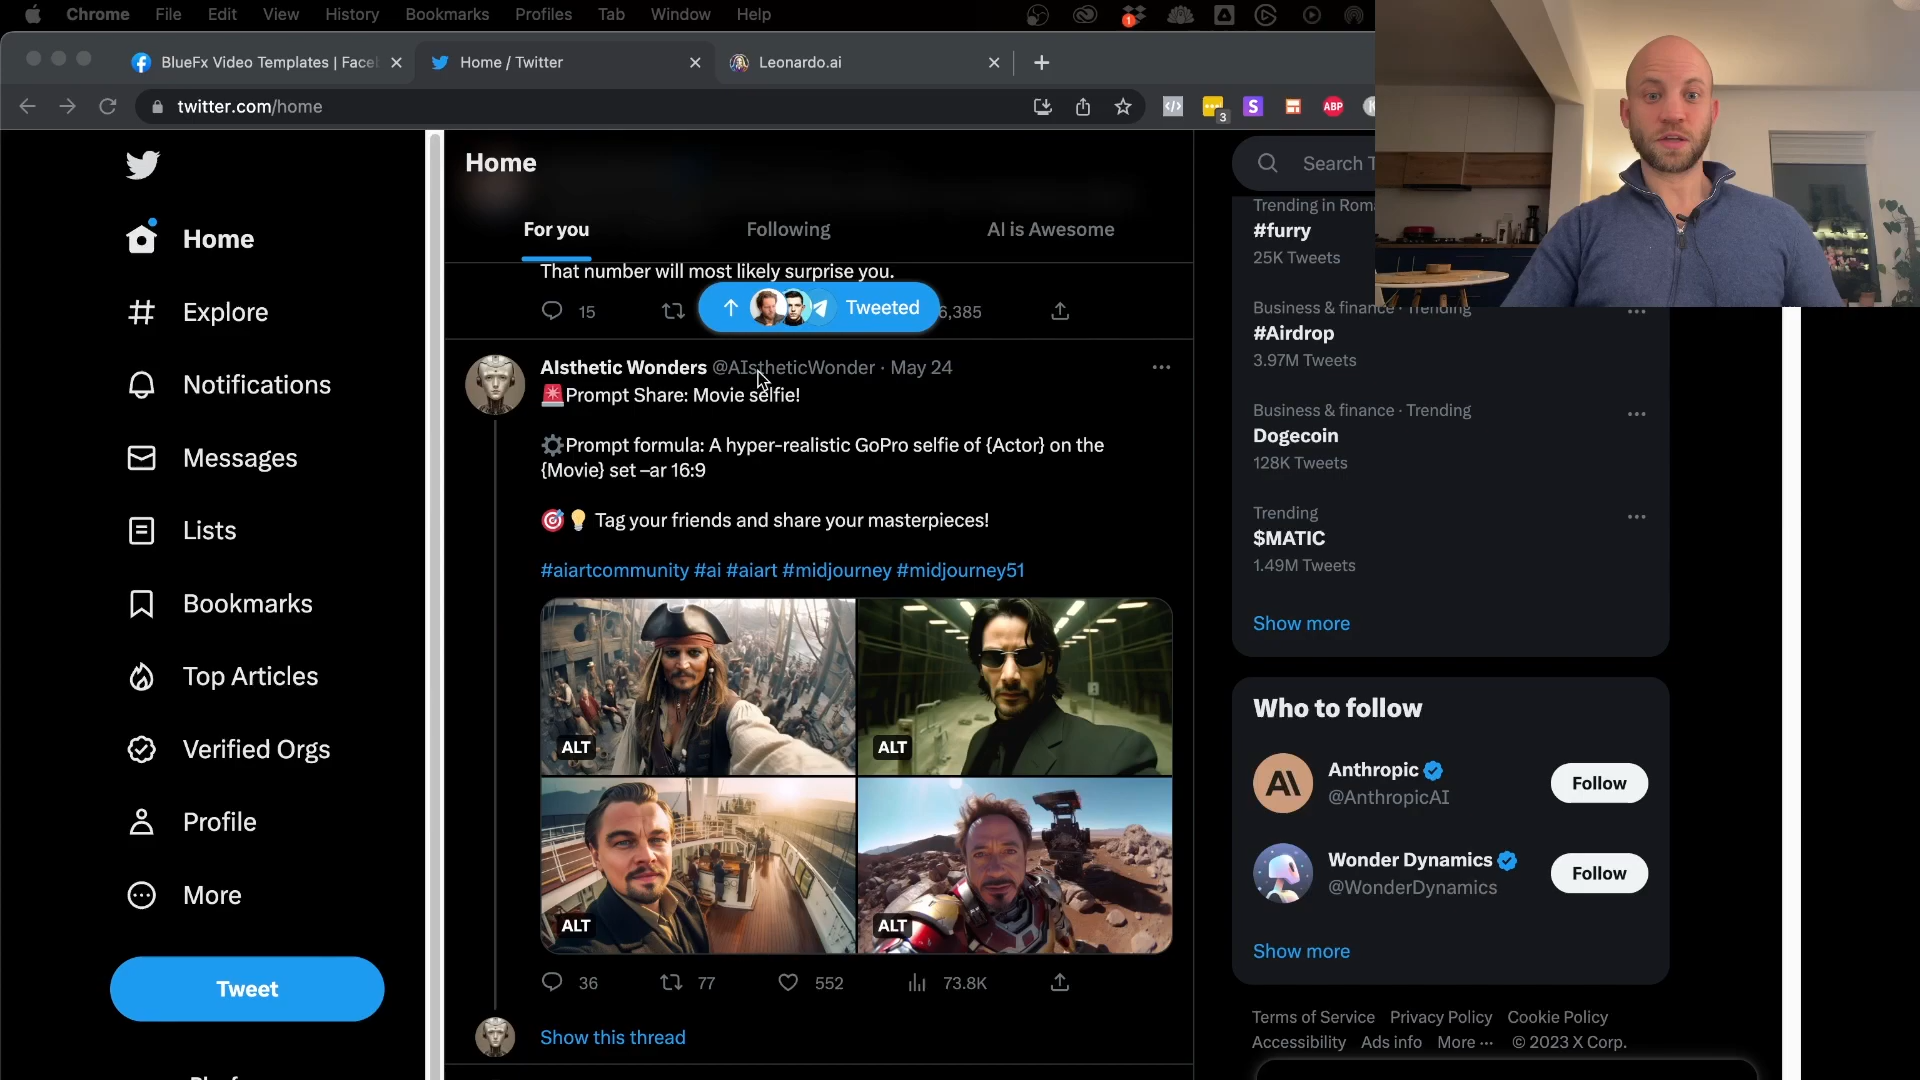 Chrome File Edit View History Bookmarks Profiles Tab Window Help
1
BlueFx Video Templates | Face
Home / Twitter
Leonardo.ai
twitter.com/home
3
S
ABP
Home
Home
Explore
Notifications
Messages
Lists
Bookmarks
Top Articles
Verified Orgs
Profile
More
Tweet
For you
Following
AI is Awesome
That number will most likely surprise you.
15
Tweeted
6,385
AIsthetic Wonders @AIstheticWonder · May 24
Prompt Share: Movie selfie!
Prompt formula: A hyper-realistic GoPro selfie of {Actor} on the
{Movie} set –ar 16:9
Tag your friends and share your masterpieces!
#aiartcommunity #ai #aiart #midjourney #midjourney51
ALT
ALT
ALT
ALT
36
77
552
73.8K
Show this thread
Search T
Trending in Rom
#furry
25K Tweets
Business & finance · Trending
#Airdrop
3.97M Tweets
Business & finance · Trending
Dogecoin
128K Tweets
Trending
$MATIC
1.49M Tweets
Show more
Who to follow
Anthropic
@AnthropicAI
Follow
Wonder Dynamics
@WonderDynamics
Follow
Show more
Terms of Service Privacy Policy Cookie Policy
Accessibility Ads info More ··· © 2023 X Corp.